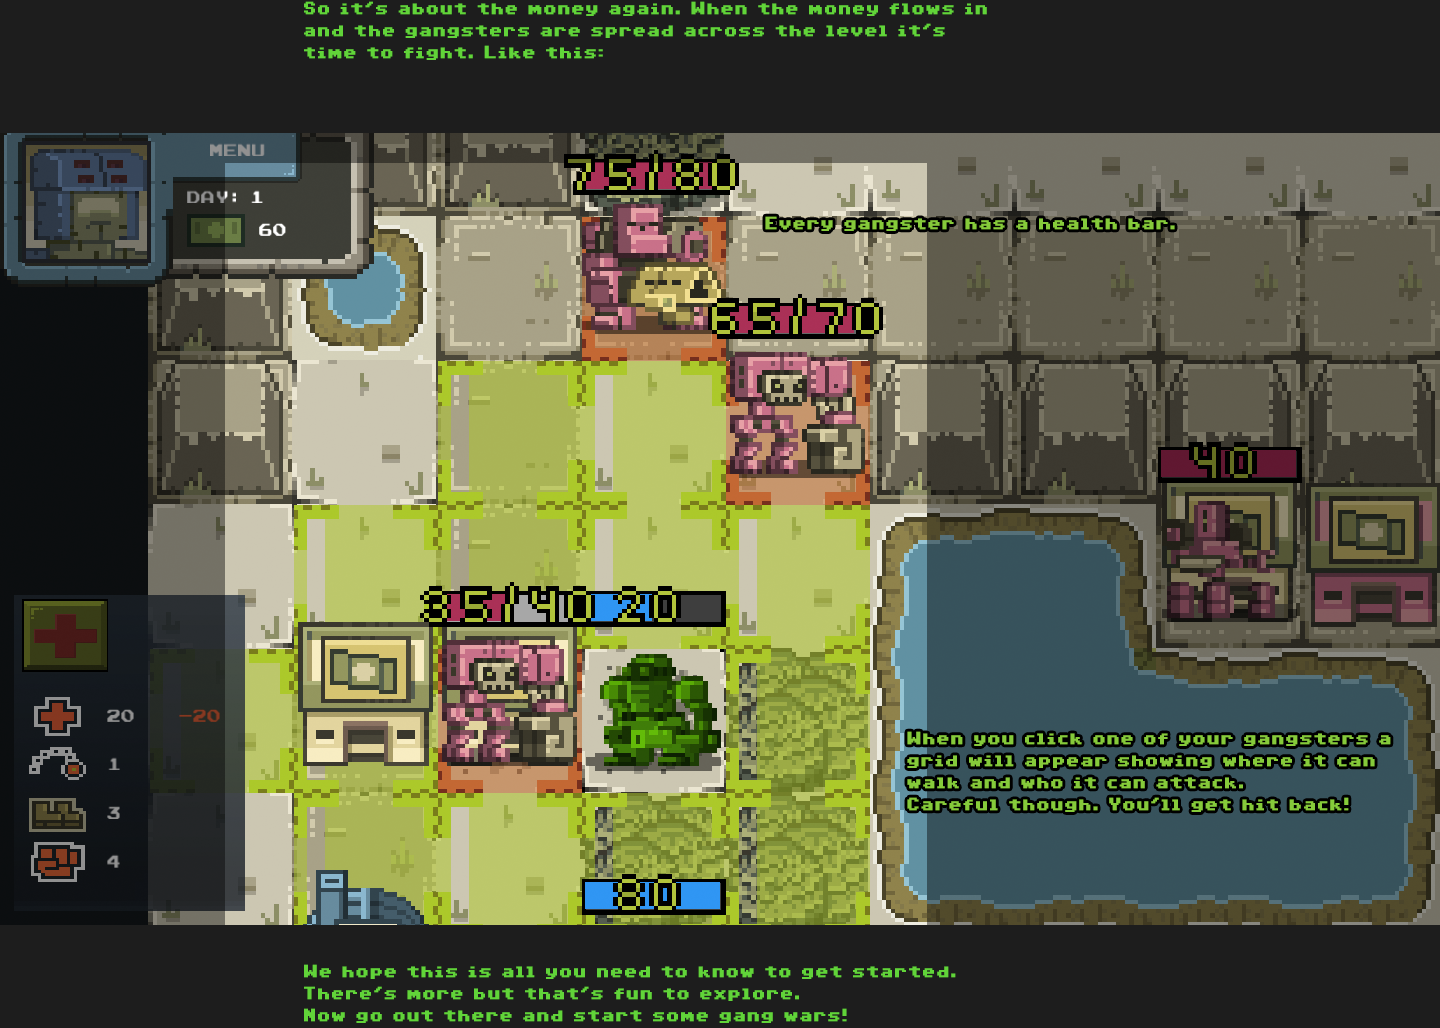 So it's about the money again. When the money flows in
and the gangsters are spread across the level it's
time to fight. Like this:
MENU
DAY: 1
60
75/80
Every gangster has a health bar.
65/70
40
35/40 20
20 -20
1
3
4
When you click one of your gangsters a
grid will appear showing where it can
walk and who it can attack.
Careful though. You'll get hit back!
80
We hope this is all you need to know to get started.
There's more but that's fun to explore.
Now go out there and start some gang wars!